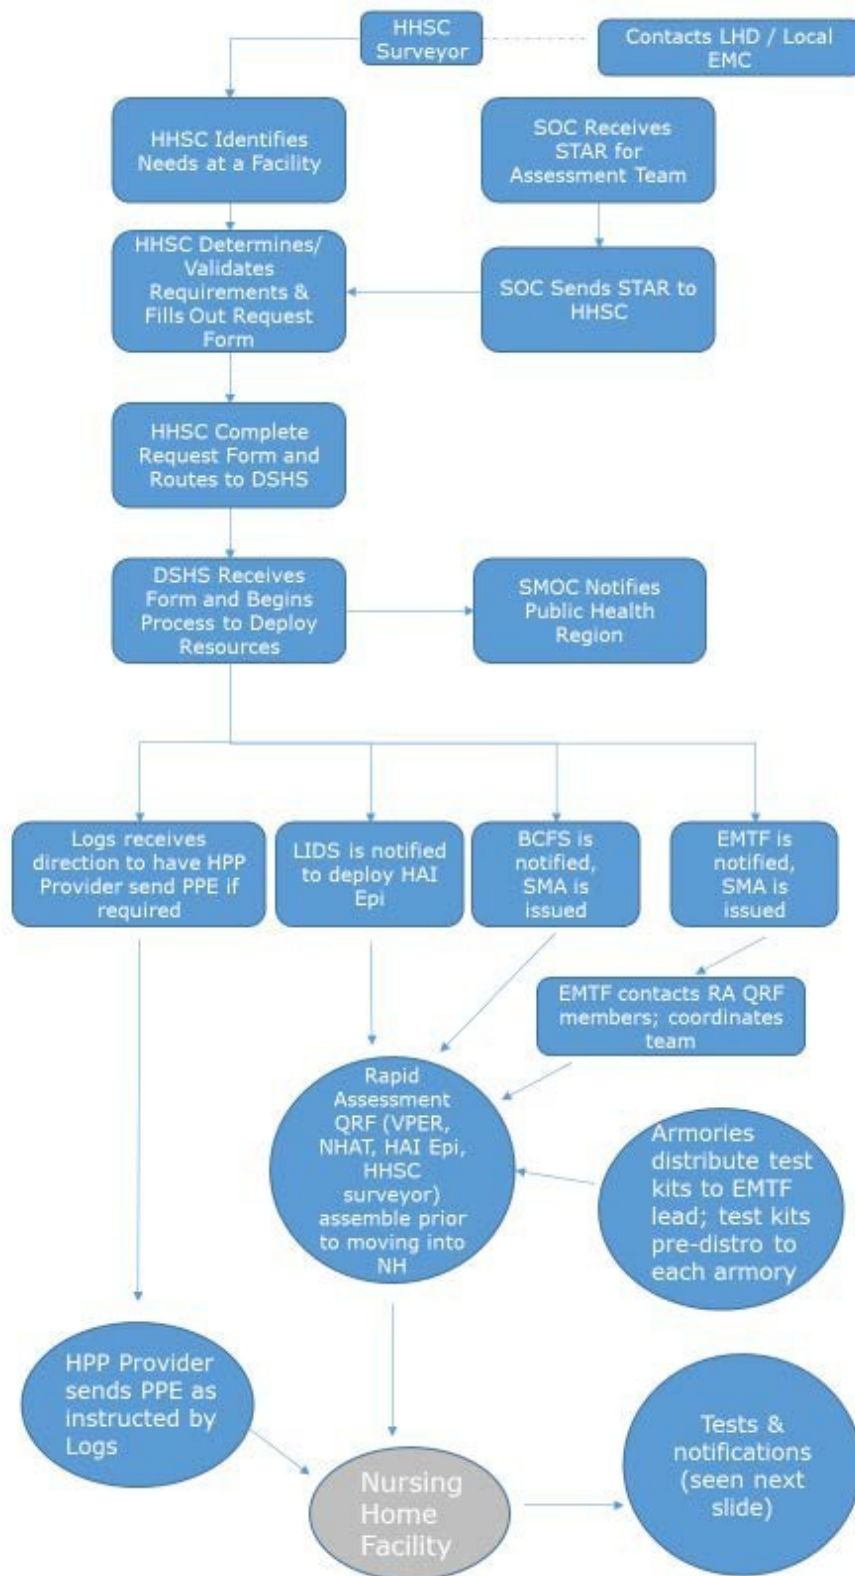 HHSC
Surveyor
Contacts LHD / Local
EMC
HHSC Identifies
Needs at a Facility
SOC Receives
STAR for
Assessment Team
HHSC Determines/
Validates
Requirements &
Fills Out Request
Form
SOC Sends STAR to
HHSC
HHSC Complete
Request Form and
Routes to DSHS
DSHS Receives
Form and Begins
Process to Deploy
Resources
SMOC Notifies
Public Health
Region
Logs receives
direction to have HPP
Provider send PPE if
required
LIDS is notified
to deploy HAI
Epi
BCFS is
notified,
SMA is
issued
EMTF is
notified,
SMA is
issued
EMTF contacts RA QRF
members; coordinates
team
Rapid
Assessment
QRF (VPER,
NHAT, HAI Epi,
HHSC
surveyor)
assemble prior
to moving into
NH
Armories
distribute test
kits to EMTF
lead; test kits
pre-distro to
each armory
HPP Provider
sends PPE as
instructed by
Logs
Nursing
Home
Facility
Tests &
notifications
(seen next
slide)